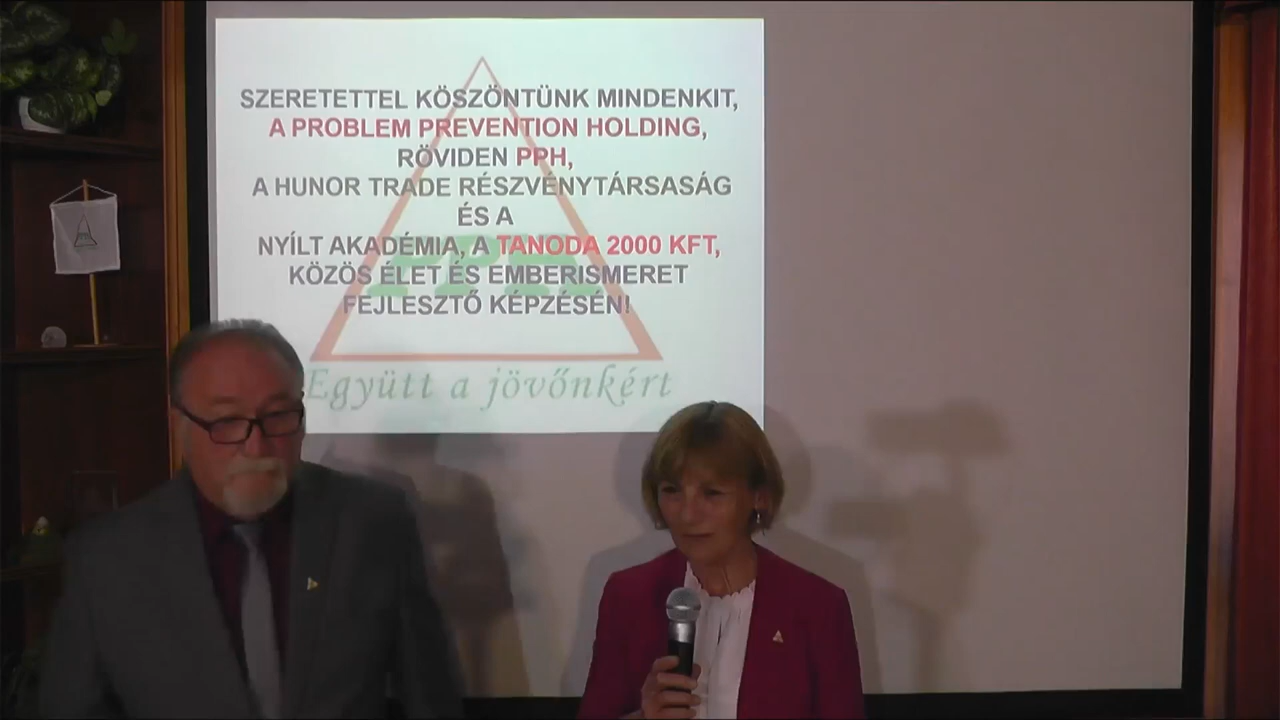 SZERETETTEL KÖSZÖNTÜNK MINDENKIT,
A PROBLEM PREVENTION HOLDING,
RÖVIDEN PPH,
A HUNOR TRADE RÉSZVÉNYTÁRSASÁG
ÉS A
NYÍLT AKADÉMIA, A TANODA 2000 KFT,
KÖZÖS ÉLET ÉS EMBERISMERET
FEJLESZTŐ KÉPZÉSÉN!
PPH
Együtt a jövőnkért